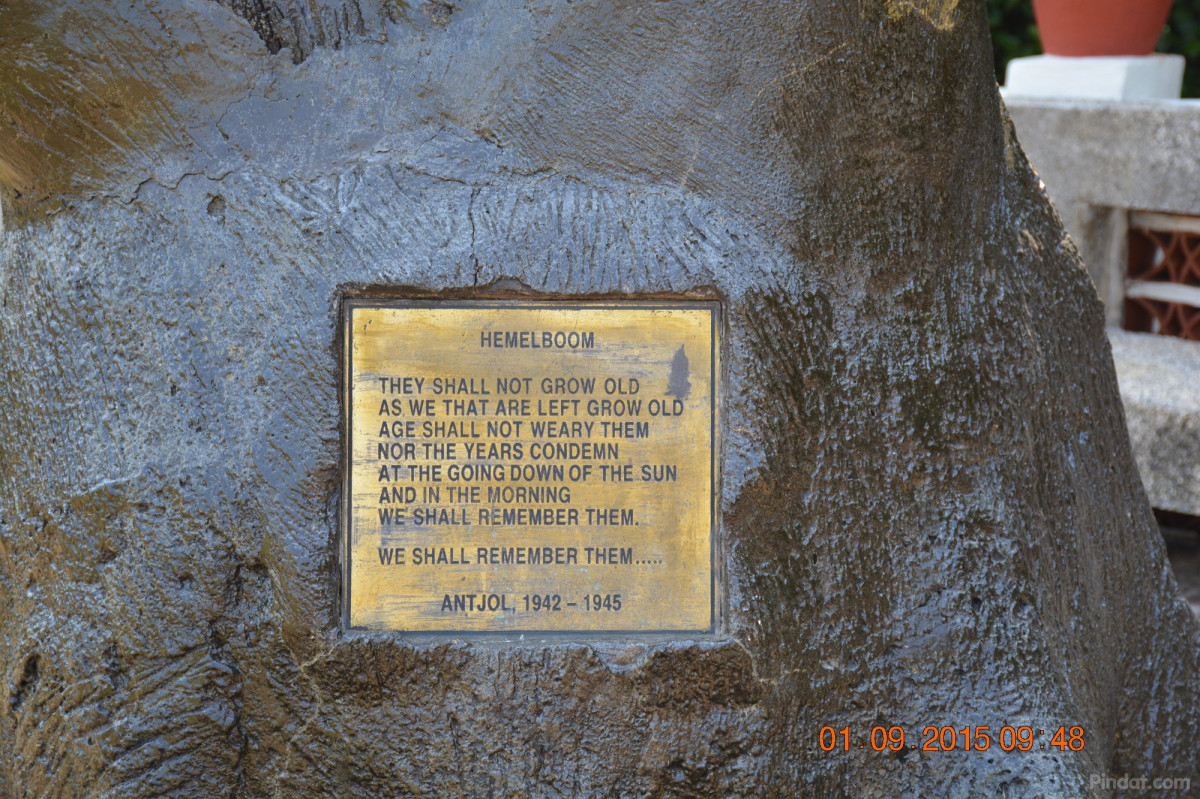 HEMELBOOM
THEY SHALL NOT GROW OLD
AS WE THAT ARE LEFT GROW OLD
AGE SHALL NOT WEARY THEM
NOR THE YEARS CONDEMN
AT THE GOING DOWN OF THE SUN
AND IN THE MORNING
WE SHALL REMEMBER THEM.
WE SHALL REMEMBER THEM.....
ANTJOL, 1942 – 1945
01.09.2015 09:48
Pindat.com